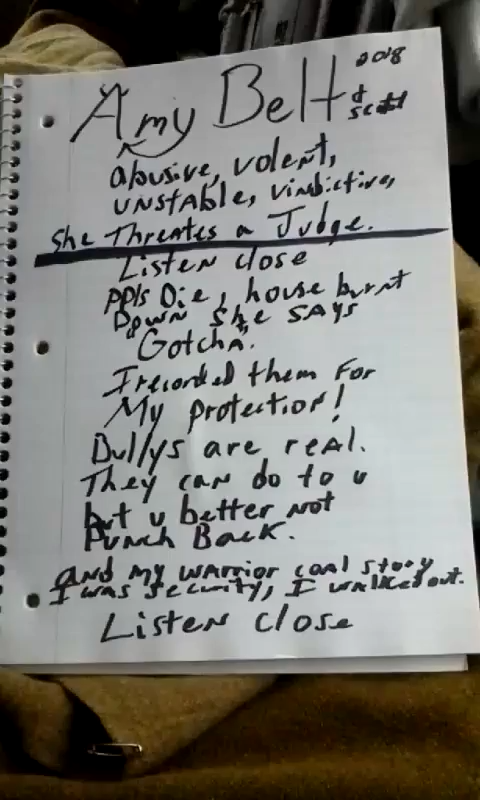 2018
Amy Belt
& scott
abusive, volent,
unstable, vindictive,
She Threates a Judge.
Listen close
ppls Die, house burnt
Down she says
Gotcha.
I recorded them for
My protection!
Bullys are real.
They can do to u
but u better not
Punch Back.
and my warrior coal story
I was security, I walked out.
Listen close